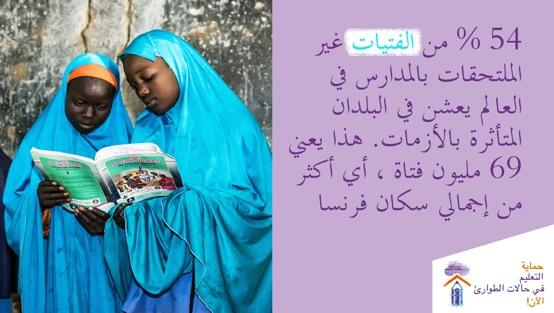 54 % من الفتيات غير
الملتحقات بالمدارس في
العالم يعشن في البلدان
المتأثرة بالأزمات. هذا يعني
69 مليون فتاة ، أي أكثر
من إجمالي سكان فرنسا
حماية
التعليم
في حالات الطوارئ
الآن!